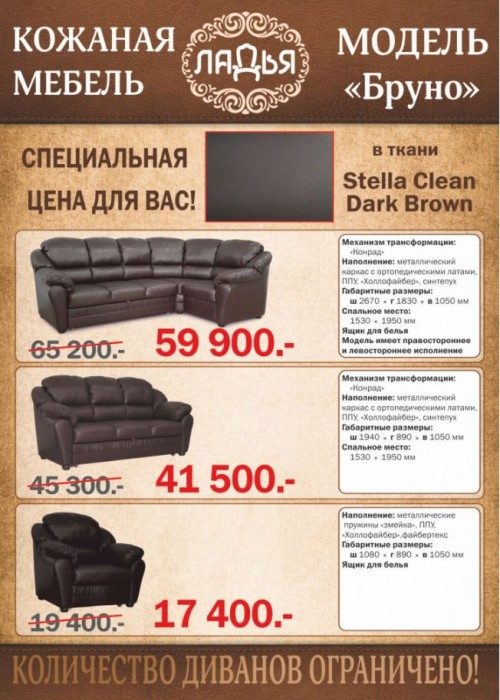 КОЖАНАЯ
МЕБЕЛЬ
ЛАДЬЯ
МОДЕЛЬ
«Бруно»
СПЕЦИАЛЬНАЯ
ЦЕНА ДЛЯ ВАС!
в ткани
Stella Clean
Dark Brown
65 200.-
59 900.-
Механизм трансформации:
«Конрад»
Наполнение: металлический
каркас с ортопедическими латами,
ППУ, «Холлофайбер», синтепух
Габаритные размеры:
ш 2670 × г 1830 × в 1050 мм
Спальное место:
1530 × 1950 мм
Ящик для белья
Модель имеет правостороннее
и левостороннее исполнение
45 300.-
41 500.-
Механизм трансформации:
«Конрад»
Наполнение: металлический
каркас с ортопедическими латами,
ППУ, «Холлофайбер», синтепух
Габаритные размеры:
ш 1940 × г 890 × в 1050 мм
Спальное место:
1530 × 1950 мм
19 400.-
17 400.-
Наполнение: металлические
пружины «змейка», ППУ,
«Холлофайбер»,файбертекс
Габаритные размеры:
ш 1080 × г 890 × в 1050 мм
Ящик для белья
КОЛИЧЕСТВО ДИВАНОВ ОГРАНИЧЕНО!